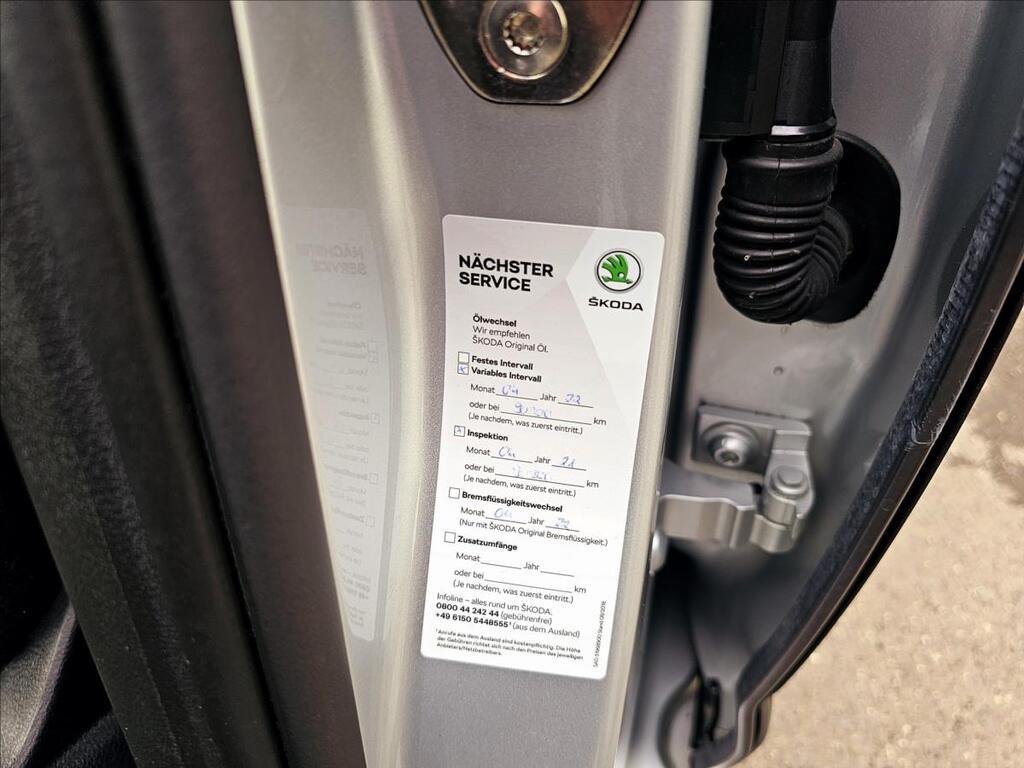 NÄCHSTER
SERVICE
ŠKODA
Ölwechsel
Wir empfehlen
ŠKODA Original Öl.
Festes Intervall
x Variables Intervall
Monat 04 Jahr 22
oder bei km
(Je nachdem, was zuerst eintritt.)
x Inspektion
Monat 04 Jahr 21
oder bei km
(Je nachdem, was zuerst eintritt.)
Bremsflüssigkeitswechsel
Monat 04 Jahr 22
(Nur mit ŠKODA Original Bremsflüssigkeit.)
Zusatzumfänge
Monat Jahr
oder bei km
(Je nachdem, was zuerst eintritt.)
Infoline – alles rund um ŠKODA.
0800 44 242 44 (gebührenfrei)
+49 6150 5448555¹ (aus dem Ausland)
¹ Anrufe aus dem Ausland sind kostenpflichtig. Die Höhe
der Gebühren richtet sich nach den Preisen des jeweiligen
Anbieters/Netzbetreibers.